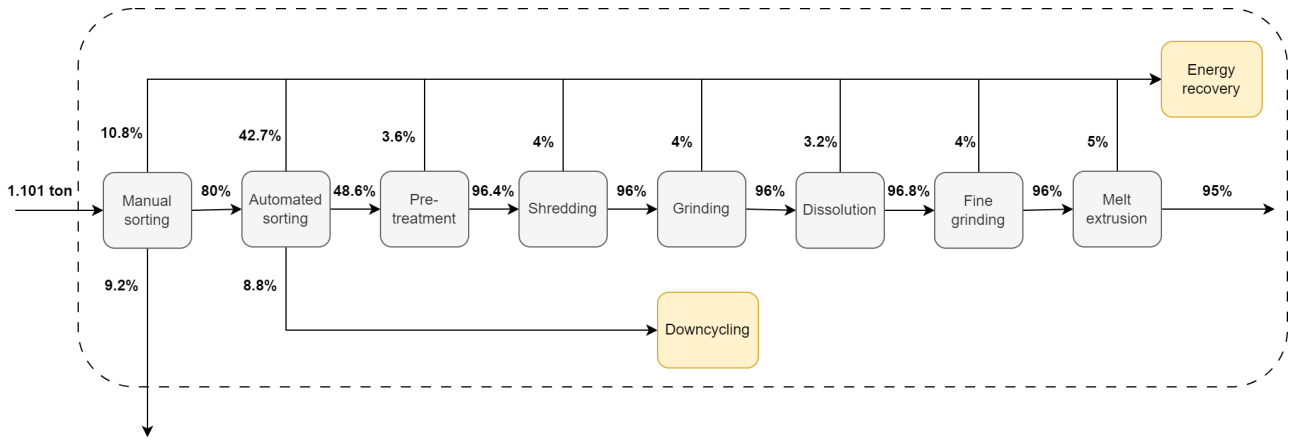 Energy
recovery
10.8%
42.7%
3.6%
4%
4%
3.2%
4%
5%
1.101 ton
Manual
sorting
80%
Automated
sorting
48.6%
Pre-
treatment
96.4%
Shredding
96%
Grinding
96%
Dissolution
96.8%
Fine
grinding
96%
Melt
extrusion
95%
9.2%
8.8%
Downcycling